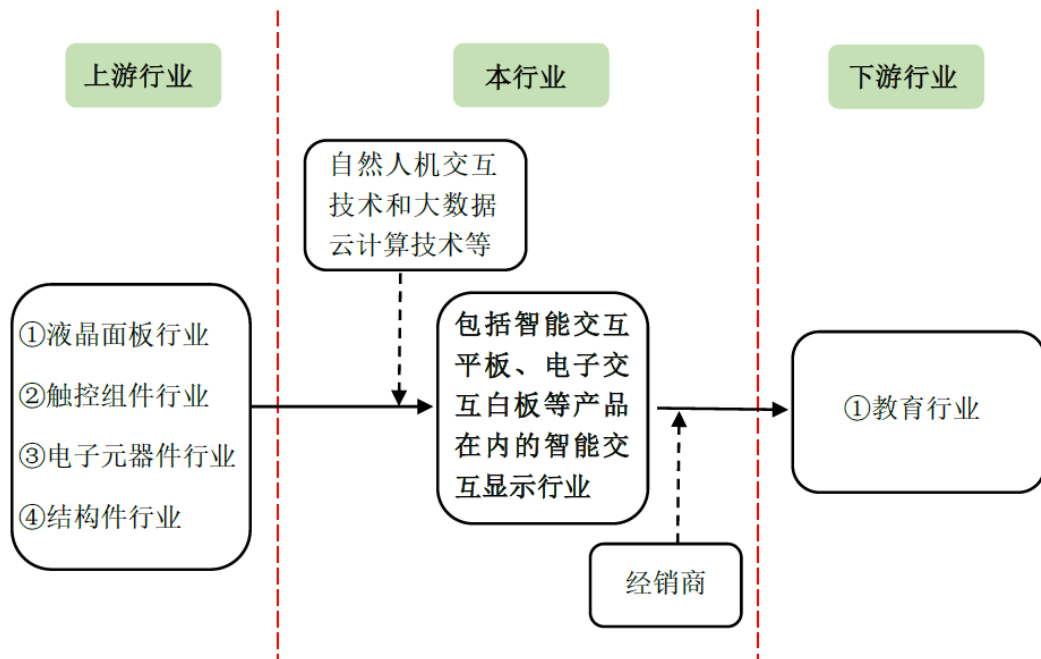 上游行业
本行业
下游行业
自然人机交互
技术和大数据
云计算技术等
①液晶面板行业
②触控组件行业
③电子元器件行业
④结构件行业
包括智能交互
平板、电子交
互白板等产品
在内的智能交
互显示行业
①教育行业
经销商